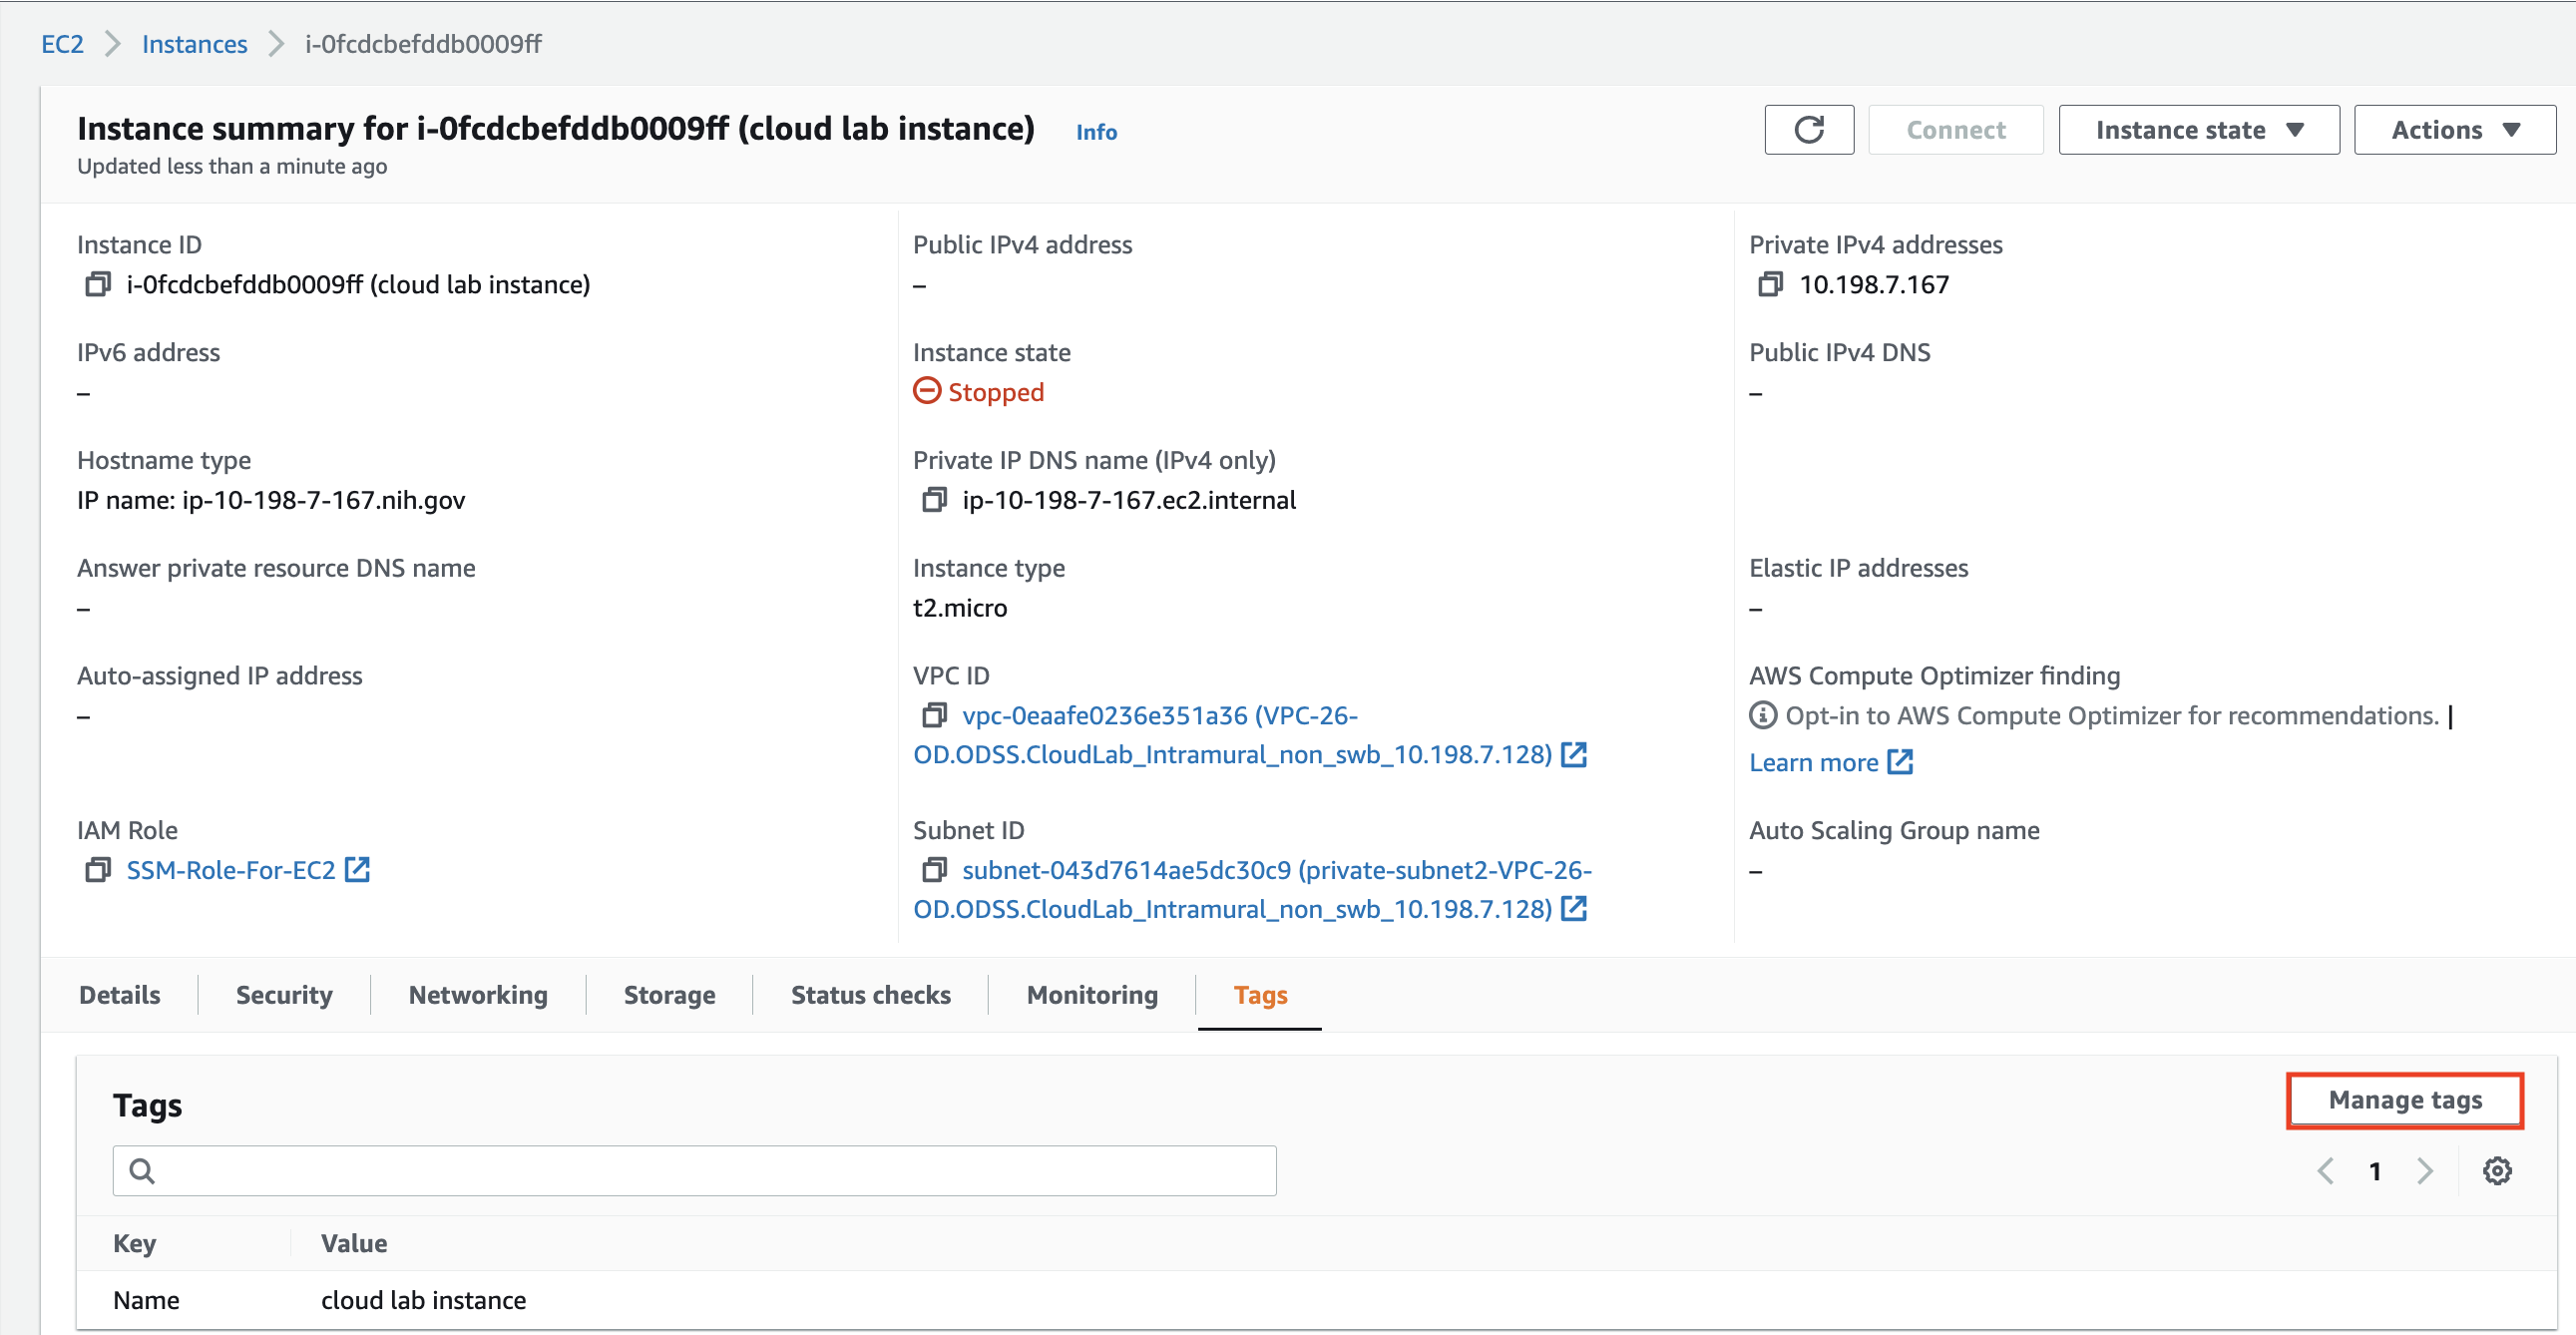 EC2 Instances i-0fcdcbefddb0009ff
Instance summary for i-0fcdcbefddb0009ff (cloud lab instance) Info
Updated less than a minute ago
Connect
Instance state
Actions
Instance ID
i-0fcdcbefddb0009ff (cloud lab instance)
Public IPv4 address
–
Private IPv4 addresses
10.198.7.167
IPv6 address
–
Instance state
Stopped
Public IPv4 DNS
–
Hostname type
IP name: ip-10-198-7-167.nih.gov
Private IP DNS name (IPv4 only)
ip-10-198-7-167.ec2.internal
Answer private resource DNS name
–
Instance type
t2.micro
Elastic IP addresses
–
Auto-assigned IP address
–
VPC ID
vpc-0eaafe0236e351a36 (VPC-26-
OD.ODSS.CloudLab_Intramural_non_swb_10.198.7.128)
AWS Compute Optimizer finding
Opt-in to AWS Compute Optimizer for recommendations. |
Learn more
IAM Role
SSM-Role-For-EC2
Subnet ID
subnet-043d7614ae5dc30c9 (private-subnet2-VPC-26-
OD.ODSS.CloudLab_Intramural_non_swb_10.198.7.128)
Auto Scaling Group name
–
Details Security Networking Storage Status checks Monitoring Tags
Tags
Manage tags
1
Key Value
Name cloud lab instance